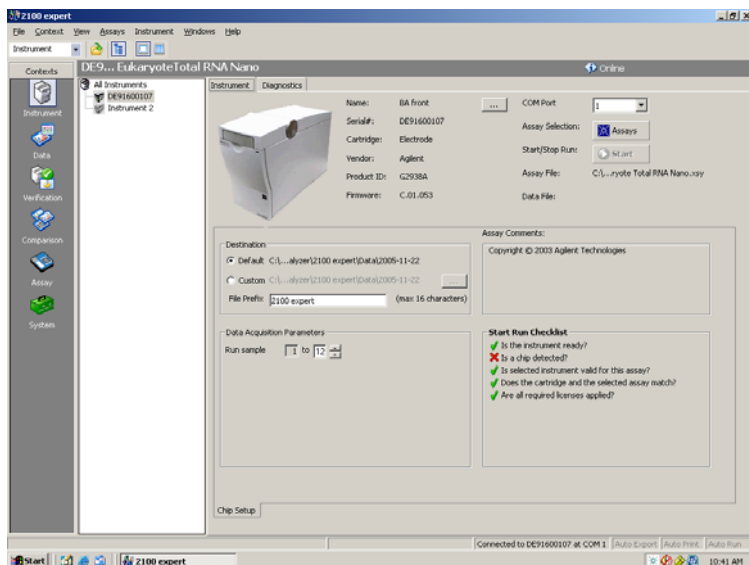 2100 expert
File Context View Assays Instrument Windows Help
Instrument
Contexts
DE9... EukaryoteTotal RNA Nano
Online
Instrument
Data
Verification
Comparison
Assay
System
All Instruments
DE91600107
Instrument 2
Instrument Diagnostics
Name: BA front ...
Serial#: DE91600107
Cartridge: Electrode
Vendor: Agilent
Product ID: G2938A
Firmware: C.01.053
COM Port 1
Assay Selection: Assays
Start/Stop Run: Start
Assay File: C:\...ryote Total RNA Nano.xsy
Data File:
Destination
Default C:\...alyzer\2100 expert\Data\2005-11-22
Custom C:\...alyzer\2100 expert\Data\2005-11-22 ...
File Prefix 2100 expert (max 16 characters)
Assay Comments:
Copyright © 2003 Agilent Technologies
Data Acquisition Parameters
Run sample 1 to 12
Start Run Checklist
Is the instrument ready?
Is a chip detected?
Is selected instrument valid for this assay?
Does the cartridge and the selected assay match?
Are all required licenses applied?
Chip Setup
Connected to DE91600107 at COM 1 Auto Export Auto Print Auto Run
Start 2100 expert 10:41 AM